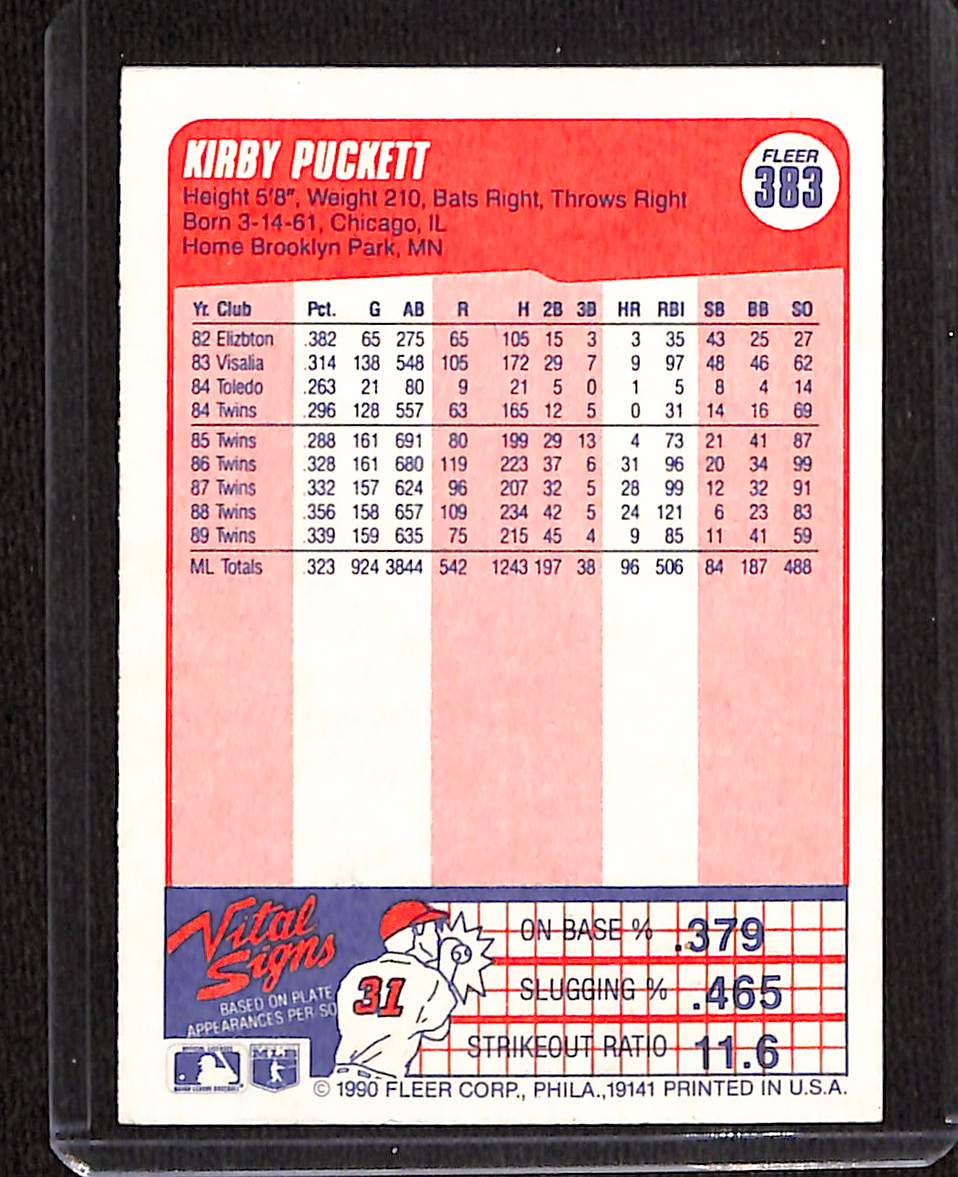 KIRBY PUCKETT
FLEER
383
Height 5'8", Weight 210, Bats Right, Throws Right
Born 3-14-61, Chicago, IL
Home Brooklyn Park, MN
Yr. Club Pct. G AB R H 2B 3B HR RBI SB BB SO
82 Elizbton .382 65 275 65 105 15 3 3 35 43 25 27
83 Visalia .314 138 548 105 172 29 7 9 97 48 46 62
84 Toledo .263 21 80 9 21 5 0 1 5 8 4 14
84 Twins .296 128 557 63 165 12 5 0 31 14 16 69
85 Twins .288 161 691 80 199 29 13 4 73 21 41 87
86 Twins .328 161 680 119 223 37 6 31 96 20 34 99
87 Twins .332 157 624 96 207 32 5 28 99 12 32 91
88 Twins .356 158 657 109 234 42 5 24 121 6 23 83
89 Twins .339 159 635 75 215 45 4 9 85 11 41 59
ML Totals .323 924 3844 542 1243 197 38 96 506 84 187 488
Vital
Signs
BASED ON PLATE
APPEARANCES PER SO
31
ON BASE % .379
SLUGGING % .465
STRIKEOUT RATIO 11.6
MLB
© 1990 FLEER CORP., PHILA.,19141 PRINTED IN U.S.A.